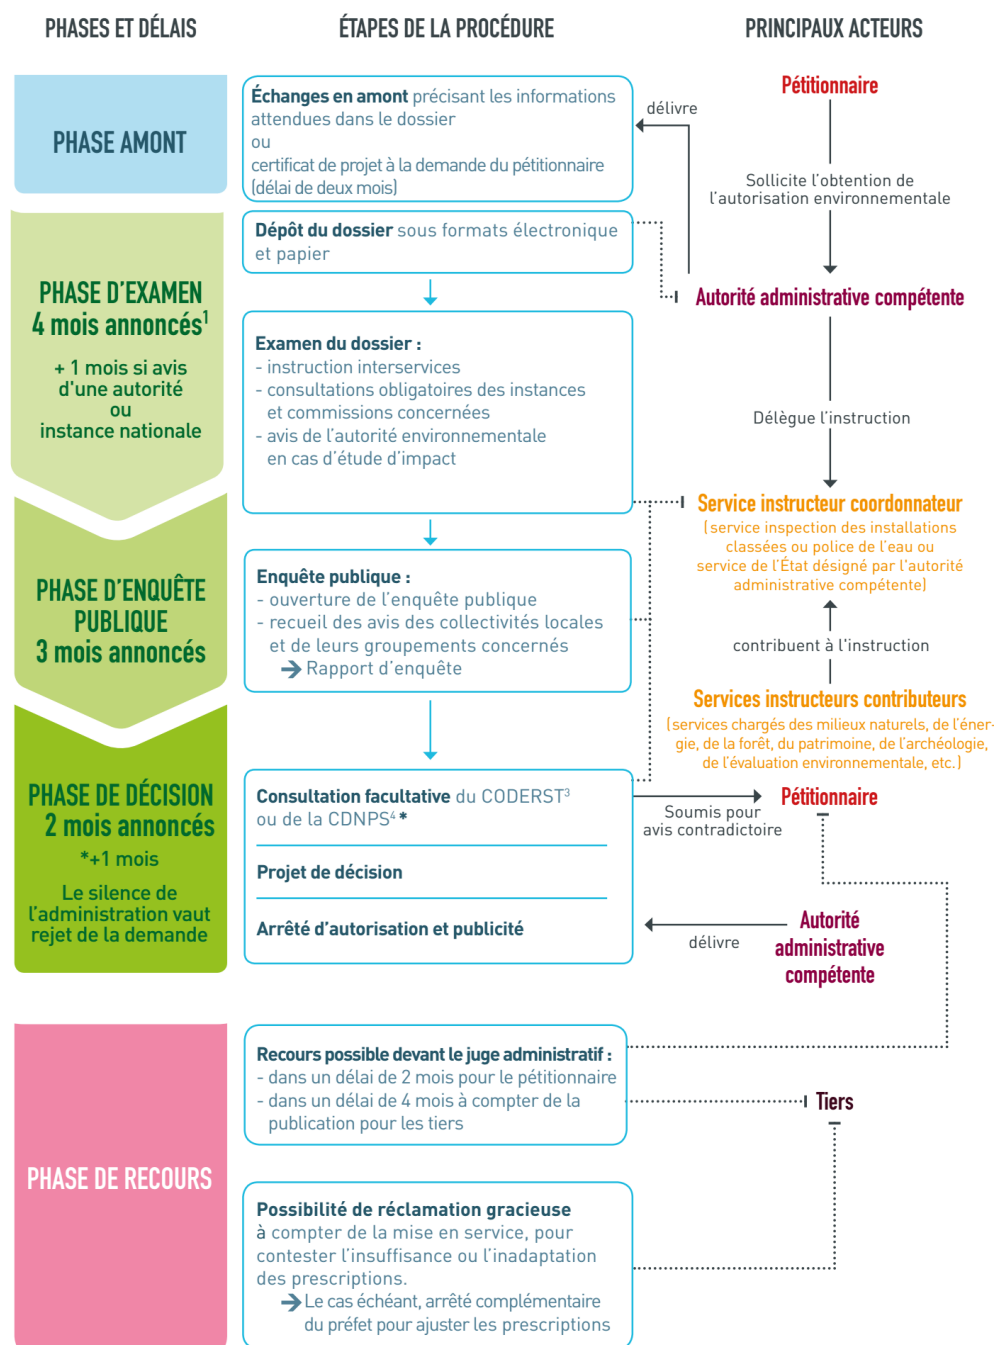 PHASES ET DÉLAIS
ÉTAPES DE LA PROCÉDURE
PRINCIPAUX ACTEURS
PHASE AMONT
Échanges en amont précisant les informations
attendues dans le dossier
ou
certificat de projet à la demande du pétitionnaire
(délai de deux mois)
délivre
Pétitionnaire
Sollicite l'obtention de
l'autorisation environnementale
Dépôt du dossier sous formats électronique
et papier
Autorité administrative compétente
PHASE D'EXAMEN
4 mois annoncés¹
+ 1 mois si avis
d'une autorité
ou
instance nationale
Examen du dossier :
- instruction interservices
- consultations obligatoires des instances
et commissions concernées
- avis de l'autorité environnementale
en cas d'étude d'impact
Délègue l'instruction
Service instructeur coordonnateur
(service inspection des installations
classées ou police de l'eau ou
service de l'État désigné par l'autorité
administrative compétente)
PHASE D'ENQUÊTE
PUBLIQUE
3 mois annoncés
Enquête publique :
- ouverture de l'enquête publique
- recueil des avis des collectivités locales
et de leurs groupements concernés
→ Rapport d'enquête
contribuent à l'instruction
Services instructeurs contributeurs
(services chargés des milieux naturels, de l'éner-
gie, de la forêt, du patrimoine, de l'archéologie,
de l'évaluation environnementale, etc.)
PHASE DE DÉCISION
2 mois annoncés
*+1 mois
Le silence de
l'administration vaut
rejet de la demande
Consultation facultative du CODERST³
ou de la CDNPS⁴ *
Projet de décision
Arrêté d'autorisation et publicité
Soumis pour
avis contradictoire
Pétitionnaire
délivre
Autorité
administrative
compétente
PHASE DE RECOURS
Recours possible devant le juge administratif :
- dans un délai de 2 mois pour le pétitionnaire
- dans un délai de 4 mois à compter de la
publication pour les tiers
Tiers
Possibilité de réclamation gracieuse
à compter de la mise en service, pour
contester l'insuffisance ou l'inadaptation
des prescriptions.
→ Le cas échéant, arrêté complémentaire
du préfet pour ajuster les prescriptions